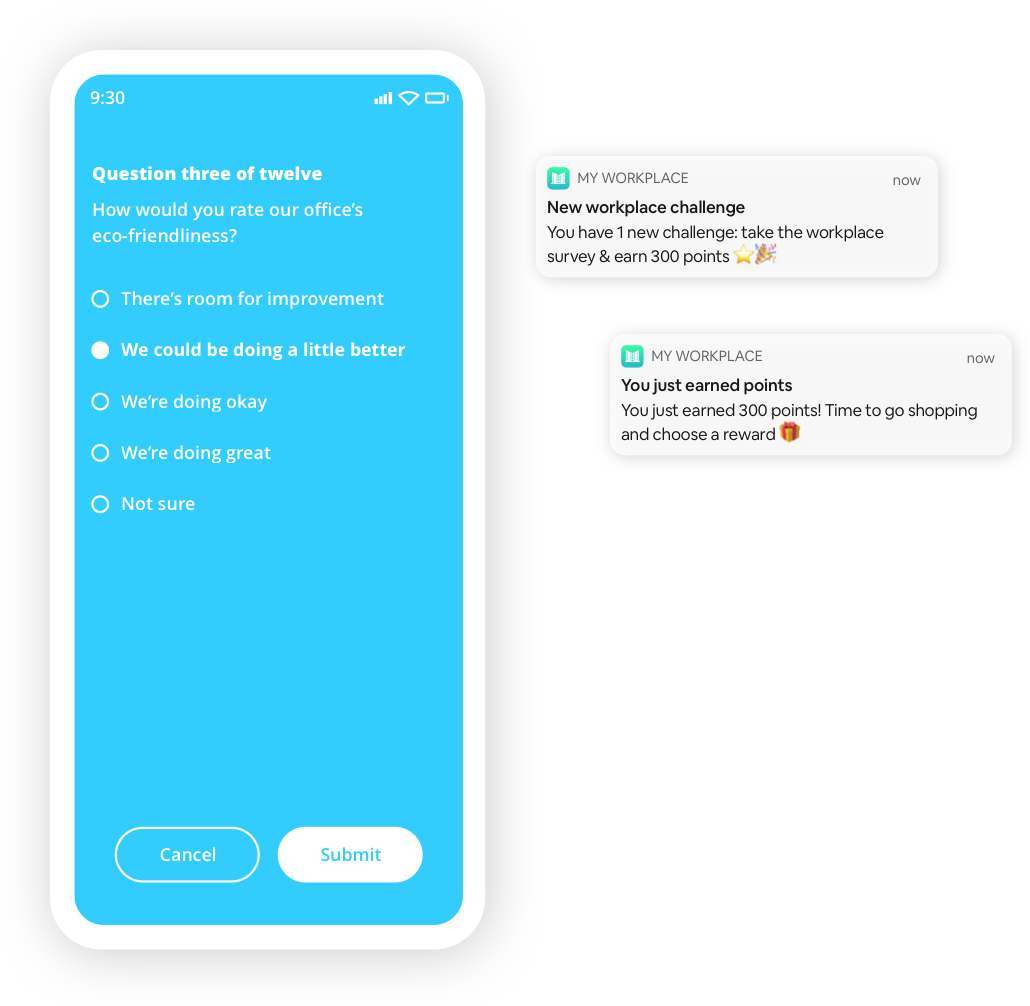 9:30
Question three of twelve
How would you rate our office’s
eco-friendliness?
There’s room for improvement
We could be doing a little better
We’re doing okay
We’re doing great
Not sure
Cancel
Submit
MY WORKPLACE
now
New workplace challenge
You have 1 new challenge: take the workplace
survey & earn 300 points ⭐🎉
MY WORKPLACE
now
You just earned points
You just earned 300 points! Time to go shopping
and choose a reward 🎁